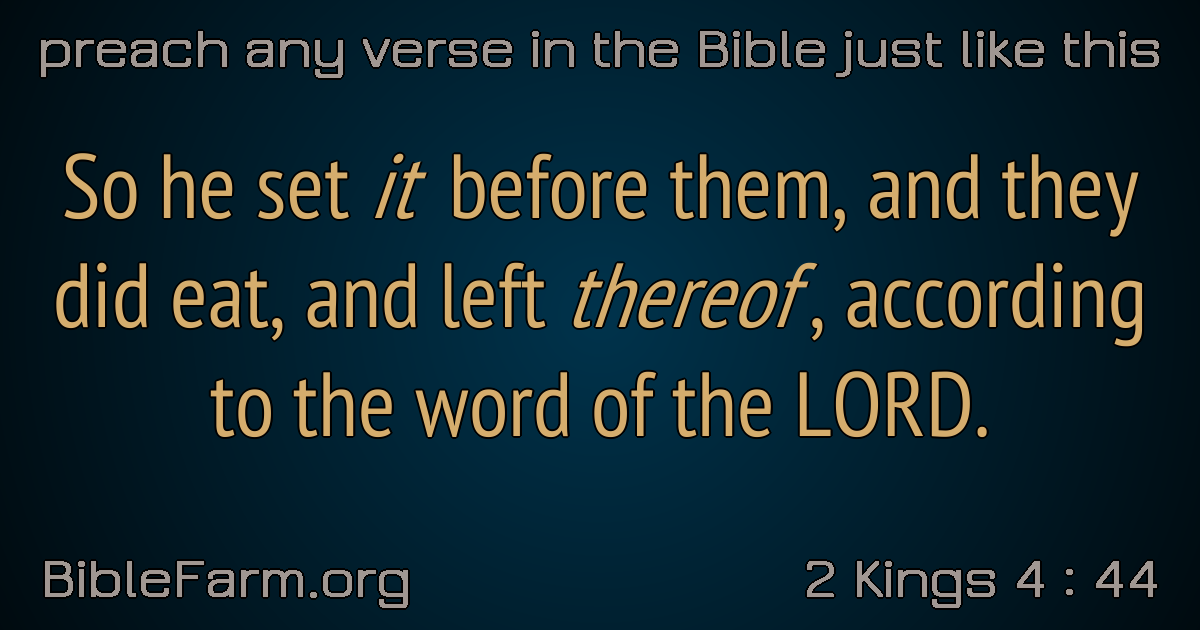 preach any verse in the Bible just like this
So he set it before them, and they
did eat, and left thereof, according
to the word of the LORD.
BibleFarm.org
2 Kings 4 : 44